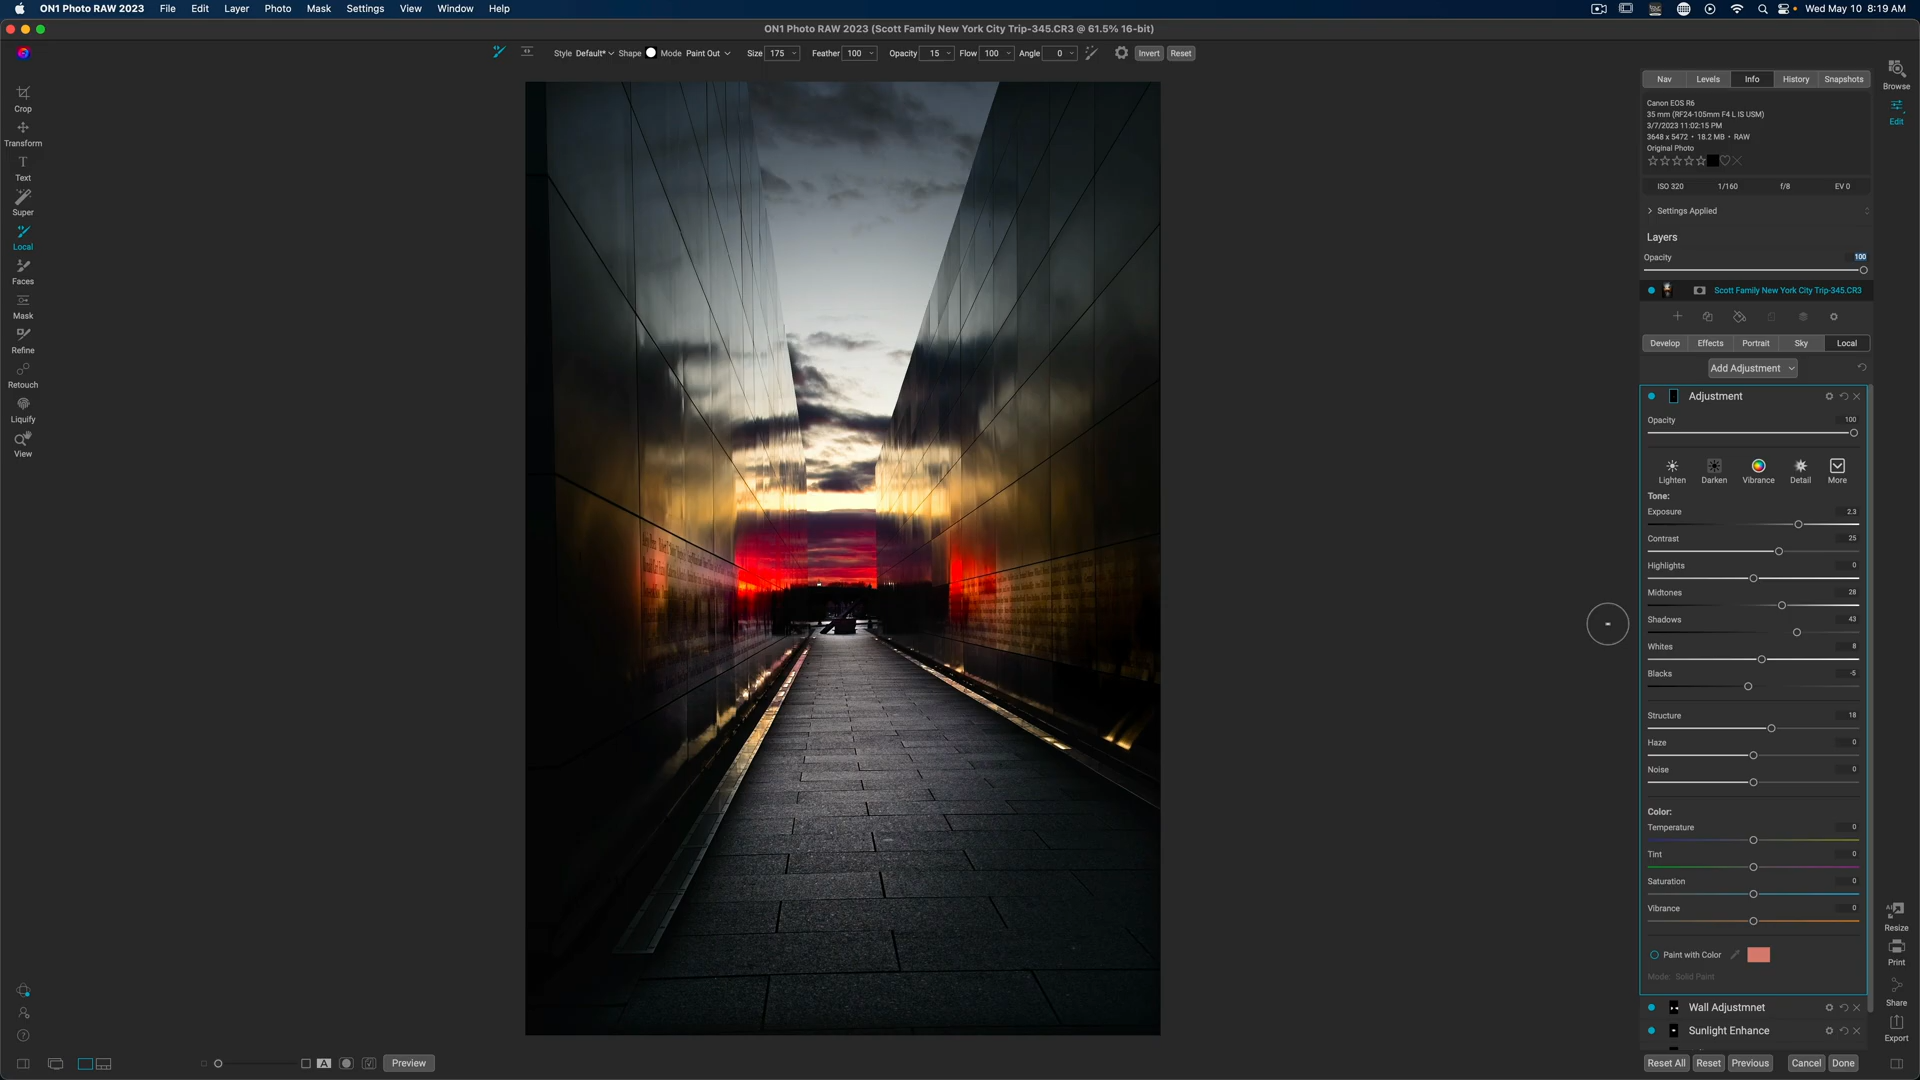 ON1 Photo RAW 2023 File Edit Layer Photo Mask Settings View Window Help Wed May 10 8:19 AM
ON1 Photo RAW 2023 (Scott Family New York City Trip-345.CR3 @ 61.5% 16-bit)
Style Default* Shape Mode Paint Out Size 175 Feather 100 Opacity 15 Flow 100 Angle 0 Invert Reset
Crop
Transform
Text
Super
Local
Faces
Mask
Refine
Retouch
Liquify
View
Nav Levels Info History Snapshots
Browse
Edit
Canon EOS R6
35 mm (RF24-105mm F4 L IS USM)
3/7/2023 11:02:15 PM
3648 x 5472 • 18.2 MB • RAW
Original Photo
ISO 320 1/160 f/8 EV 0
Settings Applied
Layers
Opacity 100
Scott Family New York City Trip-345.CR3
Develop Effects Portrait Sky Local
Add Adjustment
Adjustment
Opacity 100
Lighten Darken Vibrance Detail More
Tone:
Exposure 2.3
Contrast 25
Highlights 0
Midtones 28
Shadows 43
Whites 8
Blacks -5
Structure 18
Haze 0
Noise 0
Color:
Temperature 0
Tint 0
Saturation 0
Vibrance 0
Paint with Color
Mode: Solid Paint
Wall Adjustmnet
Sunlight Enhance
AI
Resize
Print
Share
Export
A Preview
Reset All Reset Previous Cancel Done